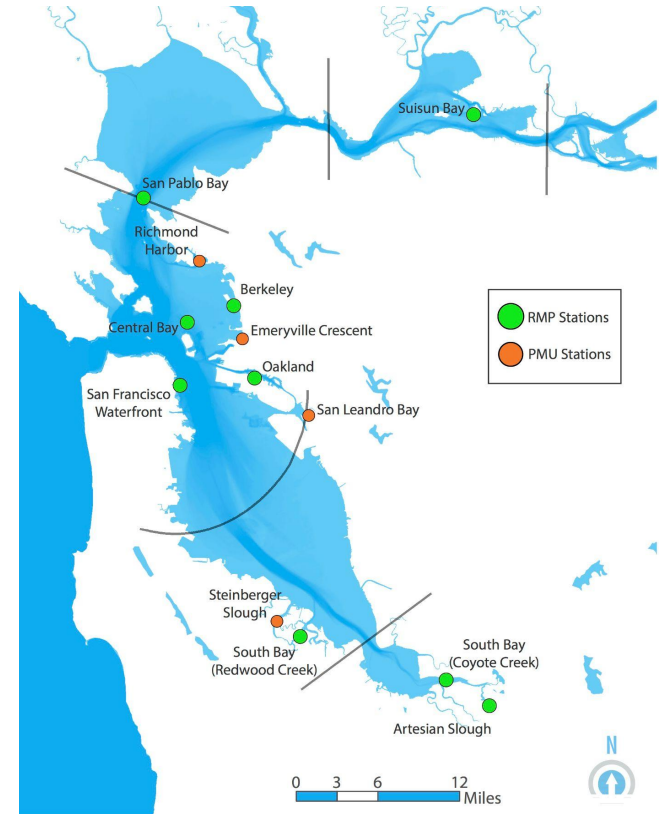 Suisun Bay
San Pablo Bay
Richmond
Harbor
Berkeley
Central Bay
Emeryville Crescent
RMP Stations
PMU Stations
Oakland
San Francisco
Waterfront
San Leandro Bay
Steinberger
Slough
South Bay
(Redwood Creek)
South Bay
(Coyote Creek)
Artesian Slough
N
0 3 6 12
Miles